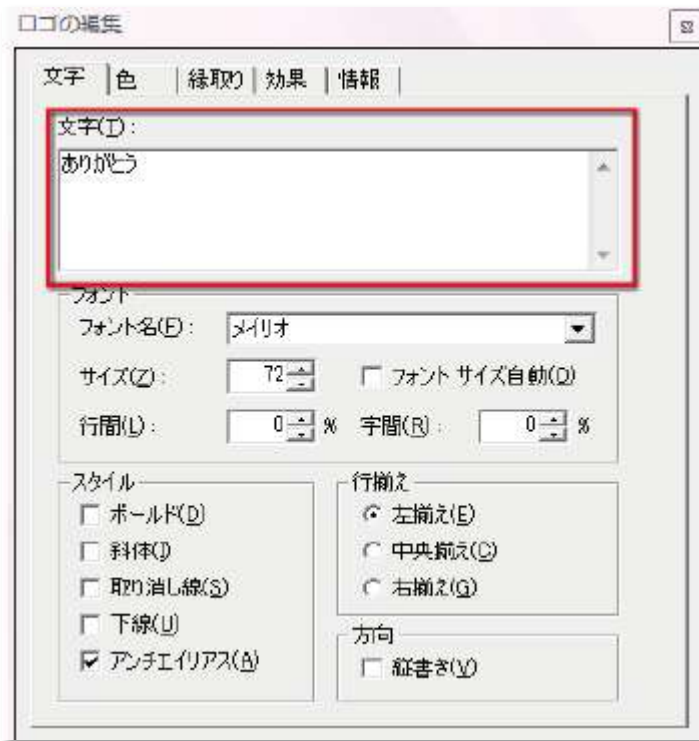 ロゴの編集
文字 色 縁取り 効果 情報
文字(T):
ありがとう
フォント
フォント名(F): メイリオ
サイズ(Z): 72 フォント サイズ自動(O)
行間(L): 0 % 字間(R): 0 %
スタイル
ボールド(D)
斜体(I)
取り消し線(S)
下線(U)
アンチエイリアス(A)
行揃え
左揃え(E)
中央揃え(C)
右揃え(G)
方向
縦書き(V)